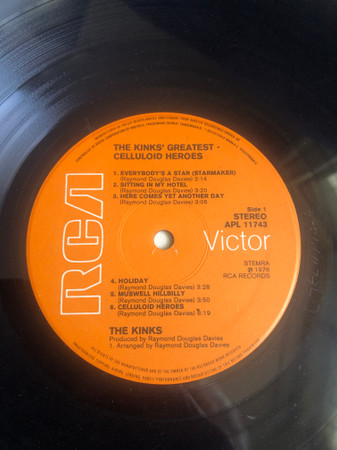 THE KINKS' GREATEST -
CELLULOID HEROES
1. EVERYBODY'S A STAR (STARMAKER)
(Raymond Douglas Davies) 2:14
2. SITTING IN MY HOTEL
(Raymond Douglas Davies) 3:20
3. HERE COMES YET ANOTHER DAY
(Raymond Douglas Davies) 3:06
Side 1
STEREO
APL 11743
RCA
Victor
STEMRA
℗ 1976
RCA RECORDS
4. HOLIDAY
(Raymond Douglas Davies) 3:28
5. MUSWELL HILLBILLY
(Raymond Douglas Davies) 3:50
6. CELLULOID HEROES
(Raymond Douglas Davies) 6:19
THE KINKS
Produced by Raymond Douglas Davies
1. Arranged by Raymond Douglas Davies